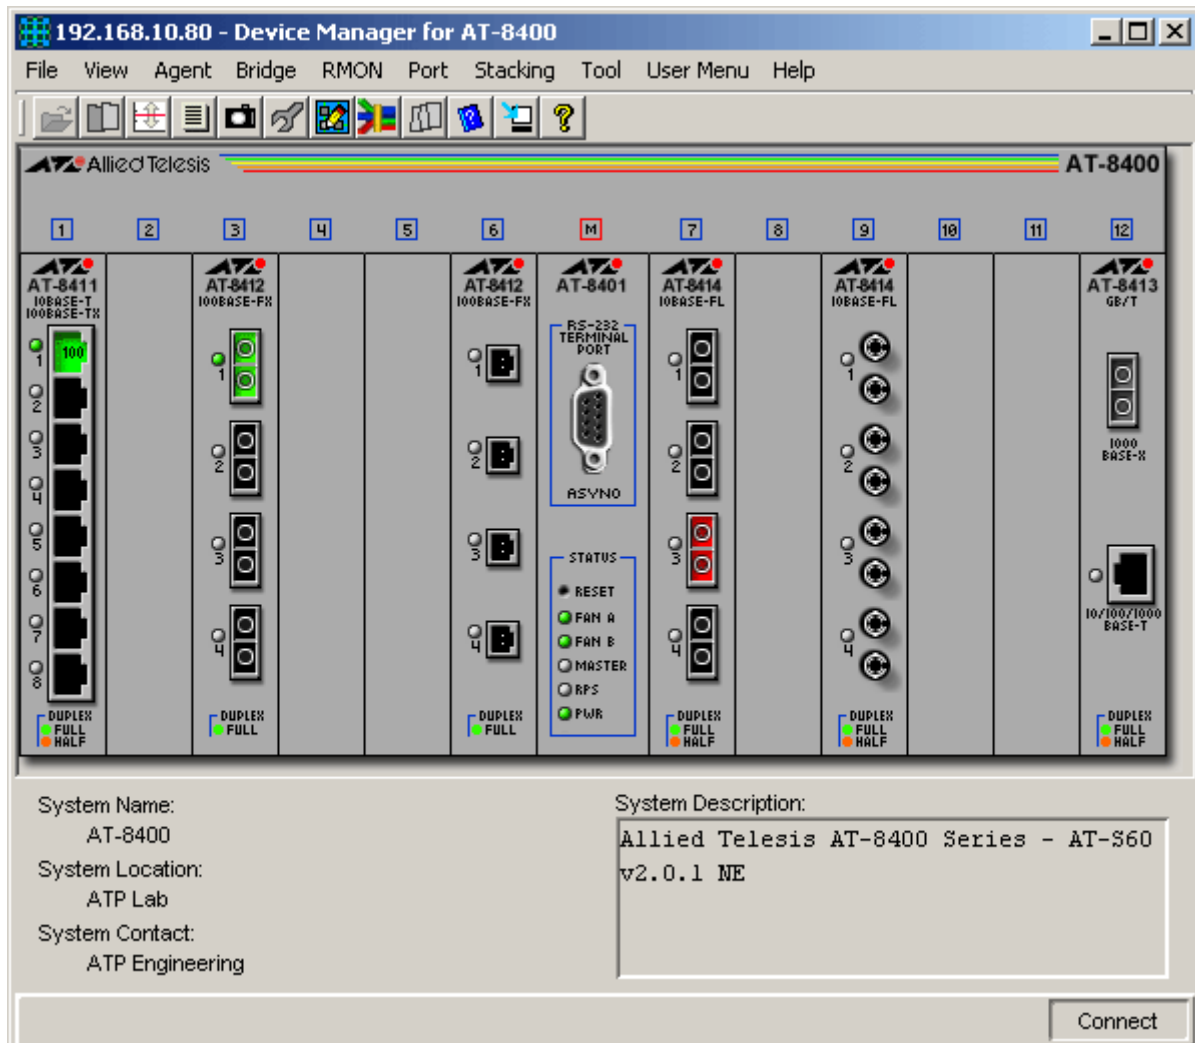 192.168.10.80 - Device Manager for AT-8400
File View Agent Bridge RMON Port Stacking Tool User Menu Help
Allied Telesis AT-8400
1 2 3 4 5 6 M 7 8 9 10 11 12
AT-8411
10BASE-T
100BASE-TX
100
1
2
3
4
5
6
7
8
DUPLEX
FULL
HALF
AT-8412
100BASE-FX
1
2
3
4
DUPLEX
FULL
AT-8412
100BASE-FX
1
2
3
4
DUPLEX
FULL
AT-8401
RS-232
TERMINAL
PORT
ASYNO
STATUS
RESET
FAN A
FAN B
MASTER
RPS
PWR
AT-8414
10BASE-FL
1
2
3
4
DUPLEX
FULL
HALF
AT-8414
10BASE-FL
1
2
3
4
DUPLEX
FULL
HALF
AT-8413
GB/T
1000
BASE-X
10/100/1000
BASE-T
DUPLEX
FULL
HALF
System Name:
AT-8400
System Location:
ATP Lab
System Contact:
ATP Engineering
System Description:
Allied Telesis AT-8400 Series - AT-S60
v2.0.1 NE
Connect